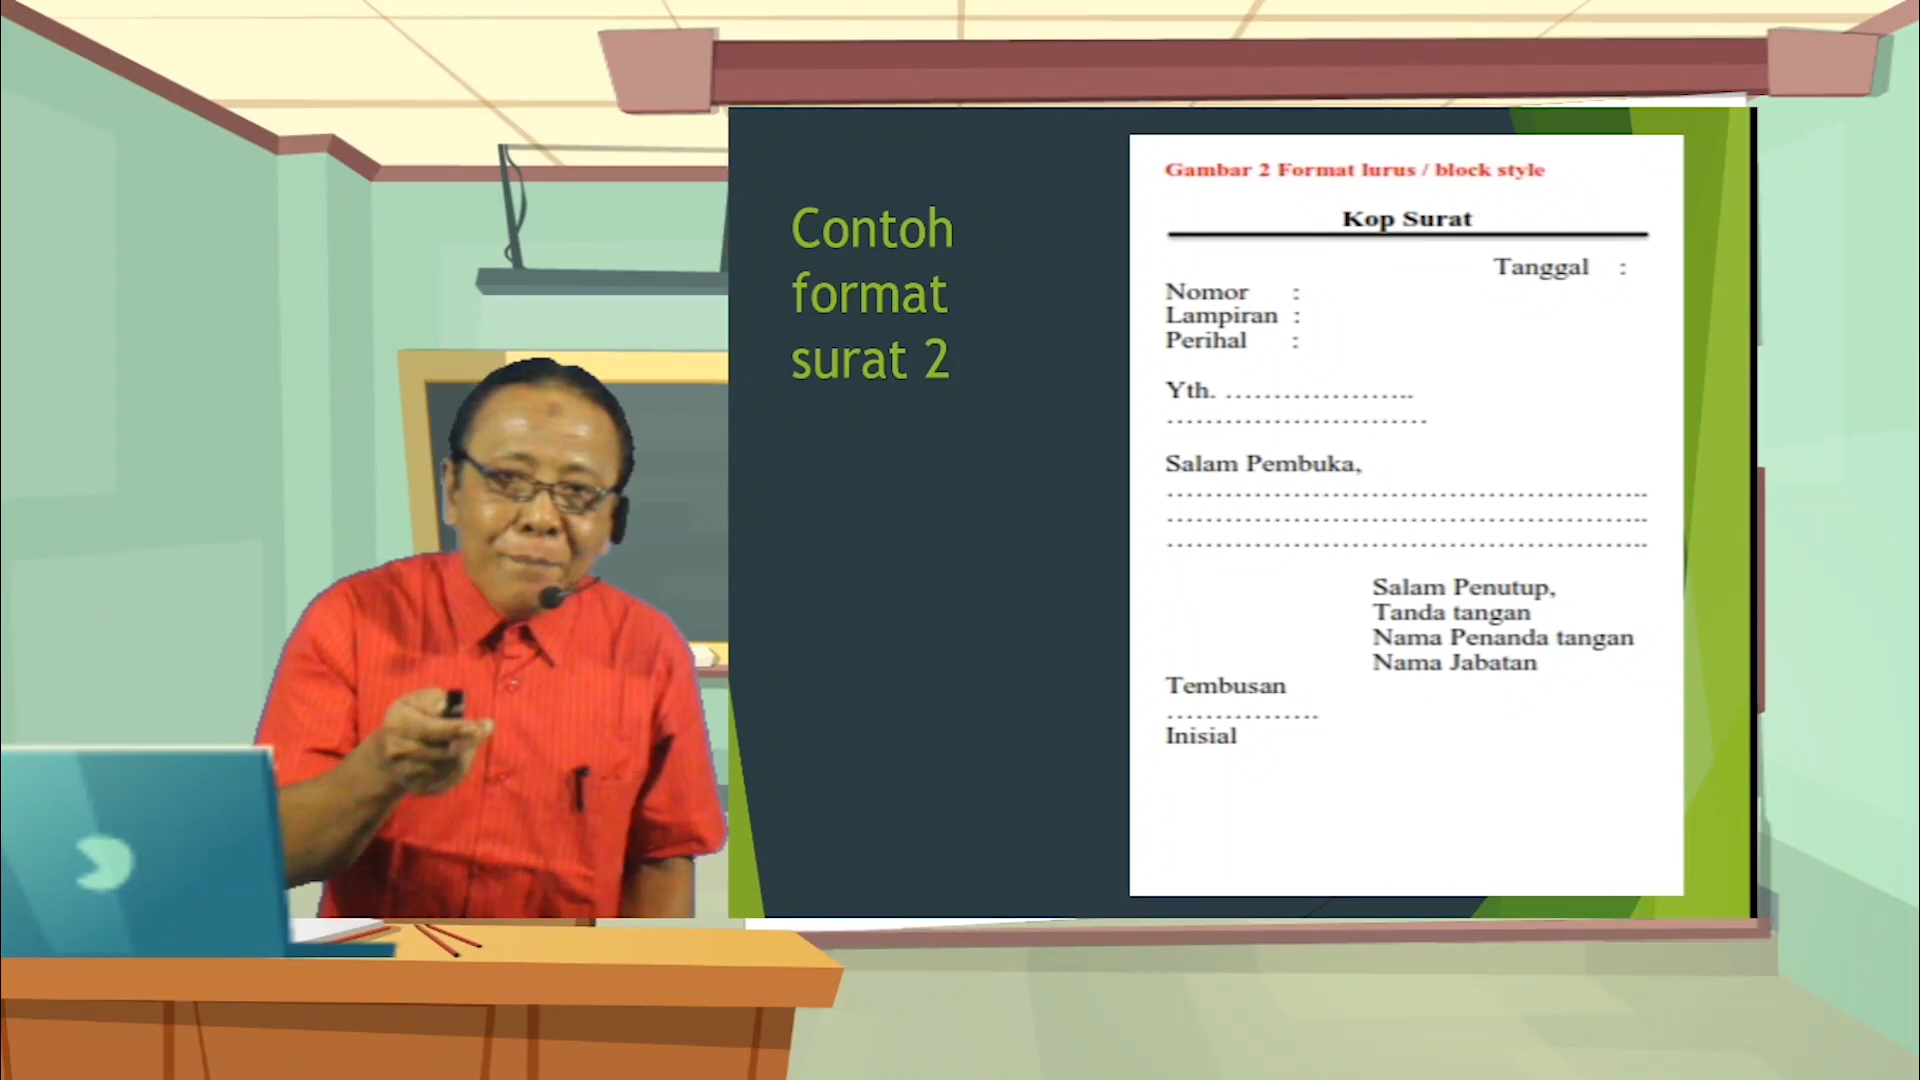 Contoh
format
surat 2
Gambar 2 Format lurus / block style
Kop Surat
Tanggal :
Nomor :
Lampiran :
Perihal :
Yth. ………………..
………………………
Salam Pembuka,
…………………………………………..
…………………………………………..
…………………………………………..
Salam Penutup,
Tanda tangan
Nama Penanda tangan
Nama Jabatan
Tembusan
…………….
Inisial